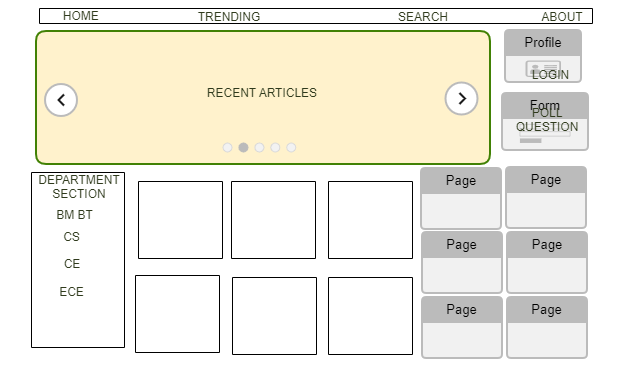 HOME TRENDING SEARCH ABOUT
Profile
LOGIN
RECENT ARTICLES
Form
POLL
QUESTION
DEPARTMENT
SECTION
BM BT
CS
CE
ECE
Page Page
Page Page
Page Page